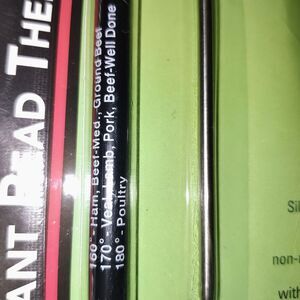 ANT READ THE
160° - Ham, Beef-Med., Ground Beef
170° - Veal, Lamb, Pork, Beef-Well Done
180° - Poultry
Sil
non-
with